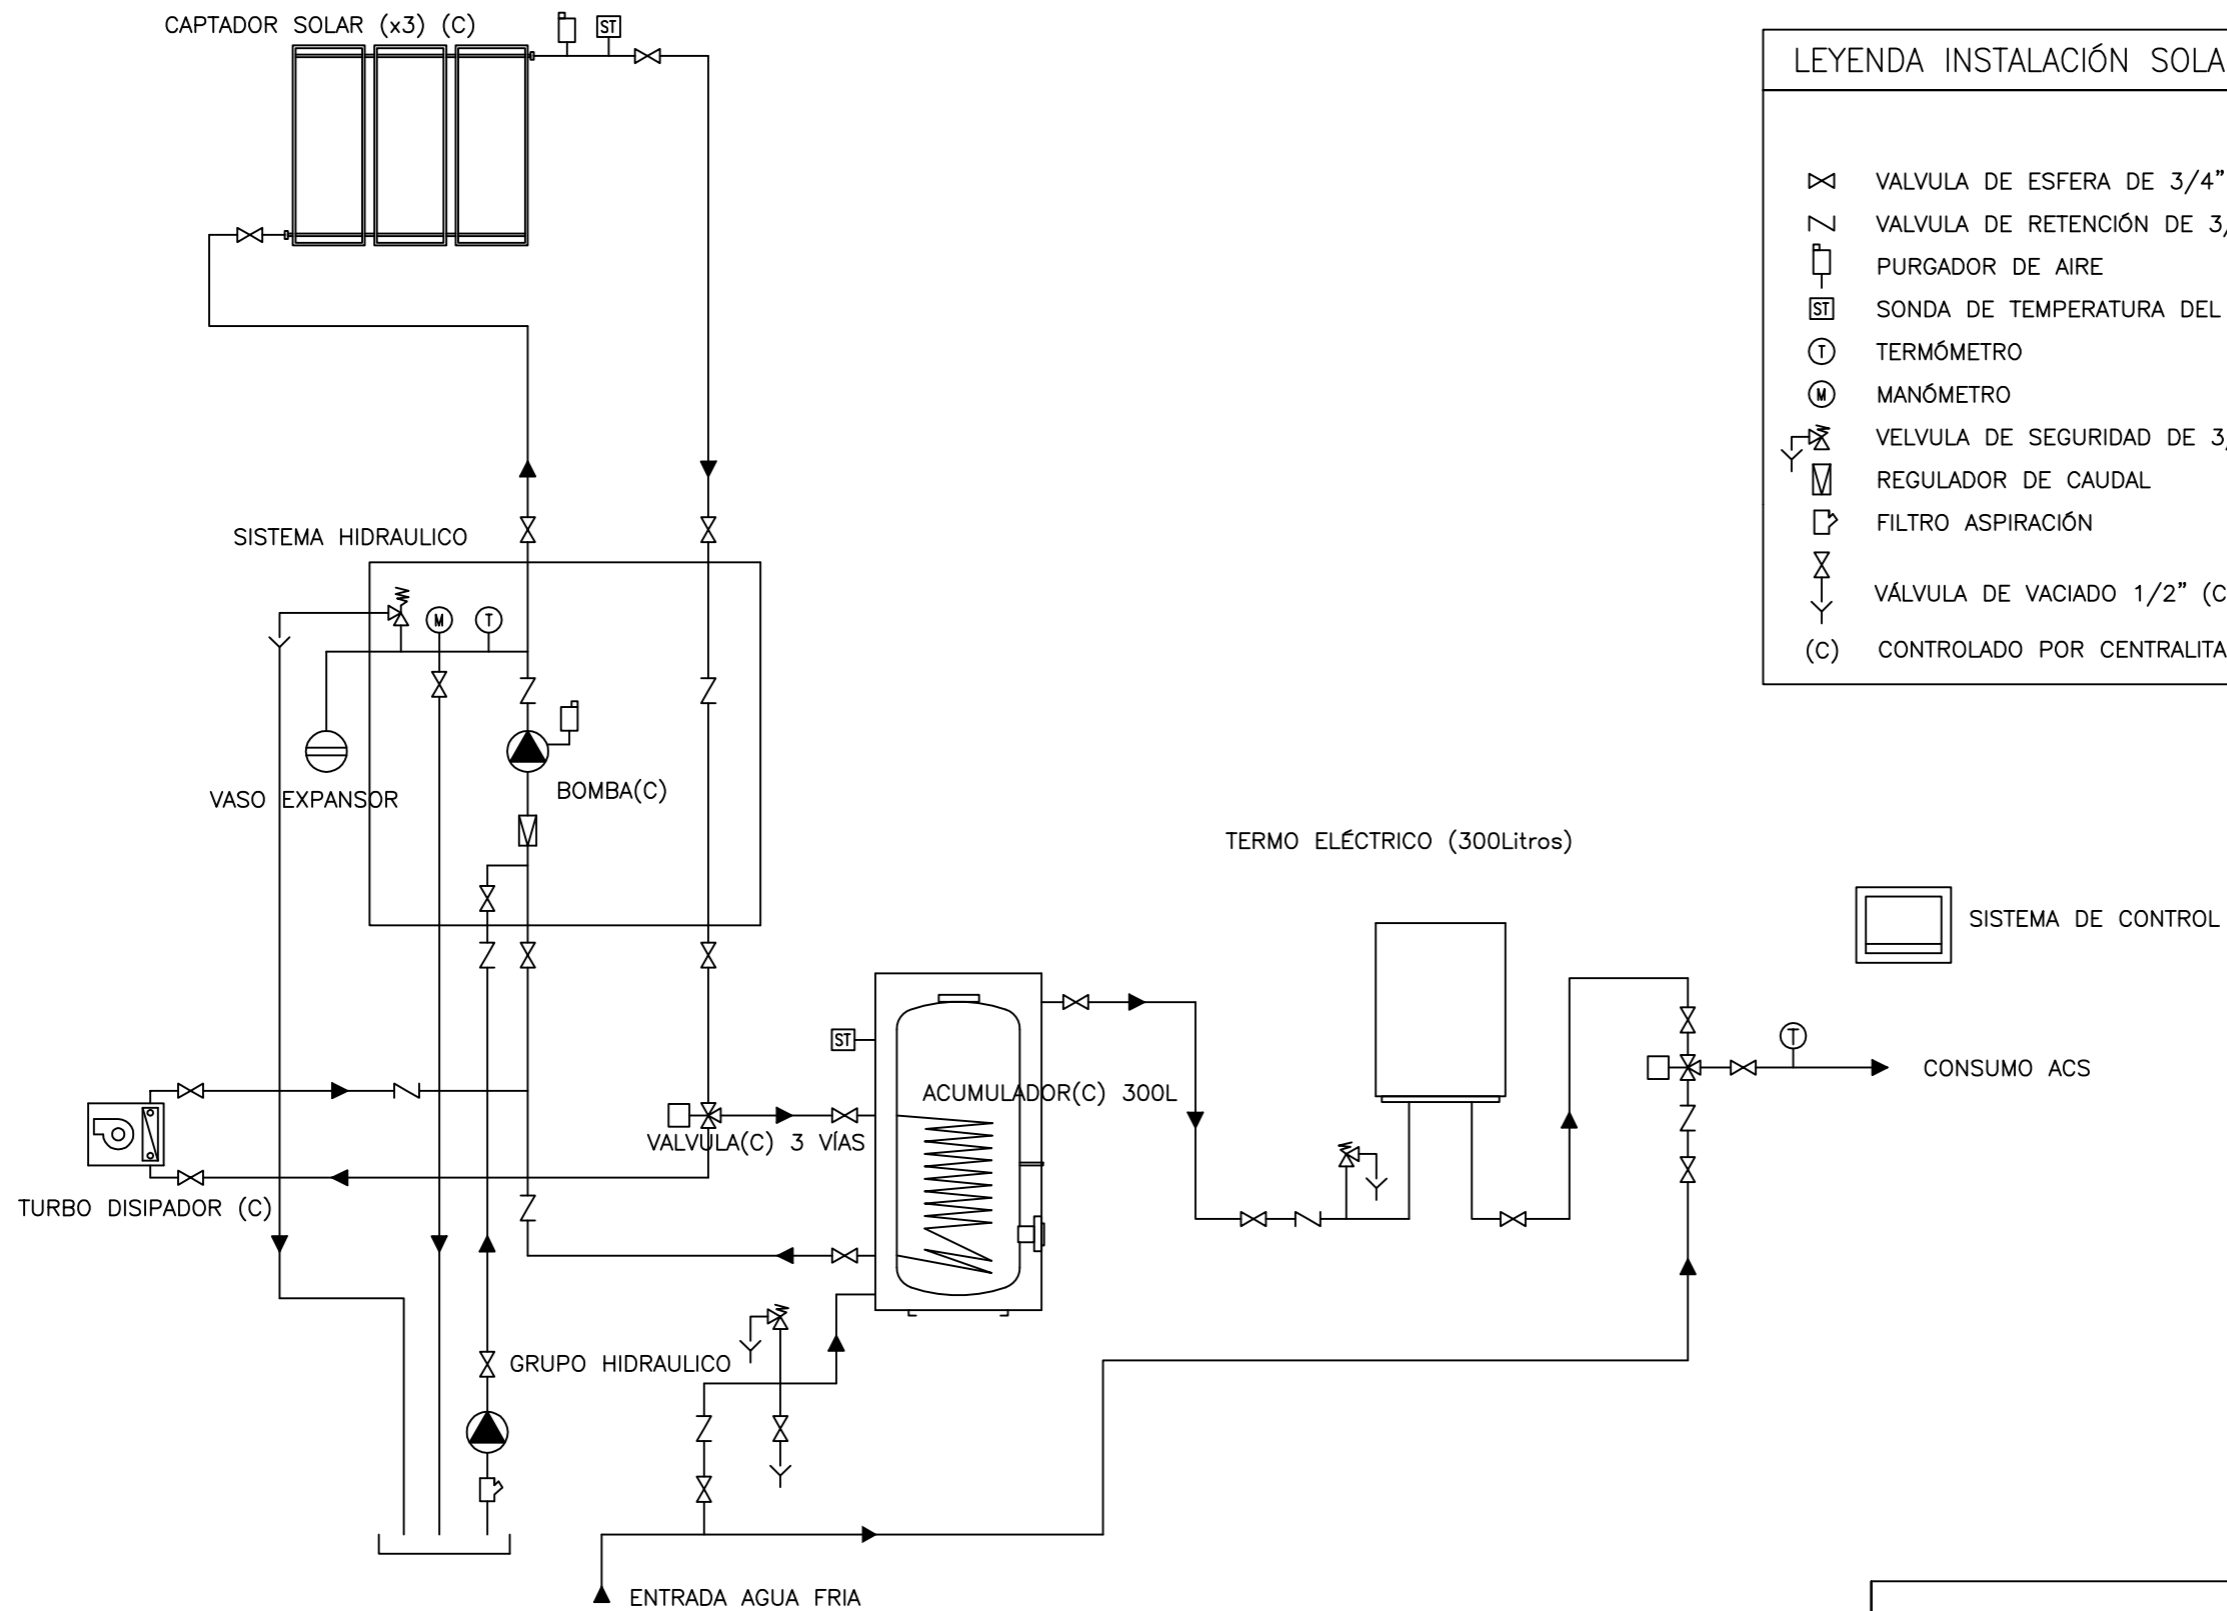 CAPTADOR SOLAR (x3) (C)
ST
LEYENDA INSTALACIÓN SOLA
VALVULA DE ESFERA DE 3/4"
VALVULA DE RETENCIÓN DE 3/
PURGADOR DE AIRE
ST SONDA DE TEMPERATURA DEL
T TERMÓMETRO
M MANÓMETRO
VELVULA DE SEGURIDAD DE 3/
REGULADOR DE CAUDAL
FILTRO ASPIRACIÓN
VÁLVULA DE VACIADO 1/2" (C
(C) CONTROLADO POR CENTRALITA
SISTEMA HIDRAULICO
M T
BOMBA(C)
VASO EXPANSOR
TERMO ELÉCTRICO (300Litros)
SISTEMA DE CONTROL
ST
T
CONSUMO ACS
ACUMULADOR(C) 300L
VALVULA(C) 3 VÍAS
TURBO DISIPADOR (C)
GRUPO HIDRAULICO
ENTRADA AGUA FRIA